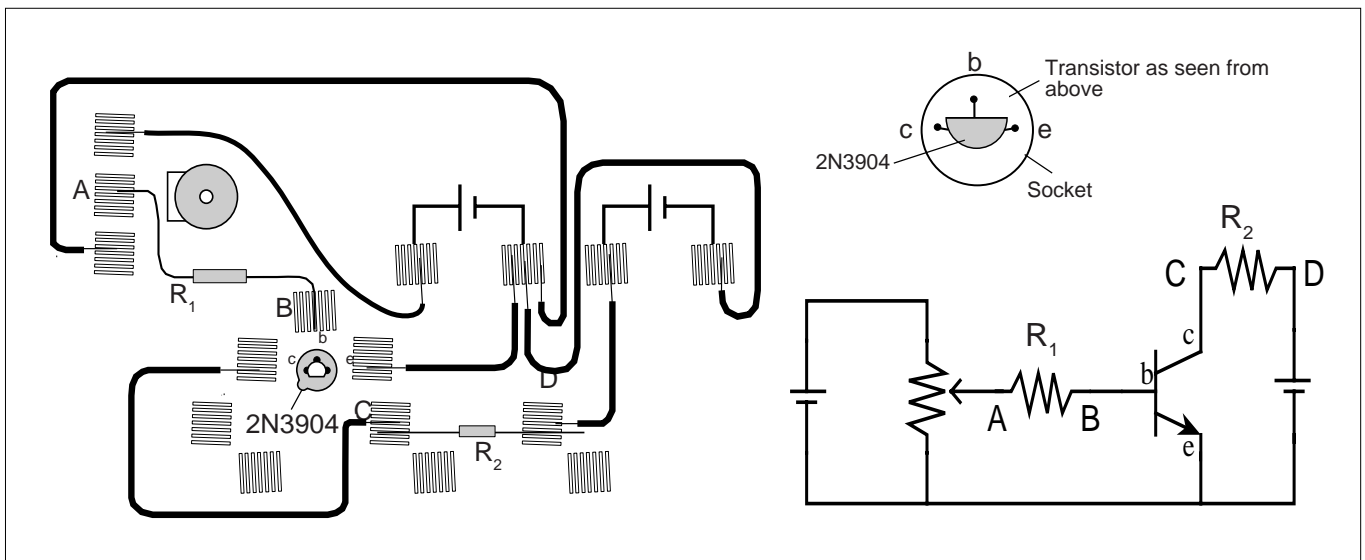 A
R1
B
b
c
e
2N3904
C
R2
D
b
Transistor as seen from
above
c
e
2N3904
Socket
R2
C
D
c
R1
b
A
B
e